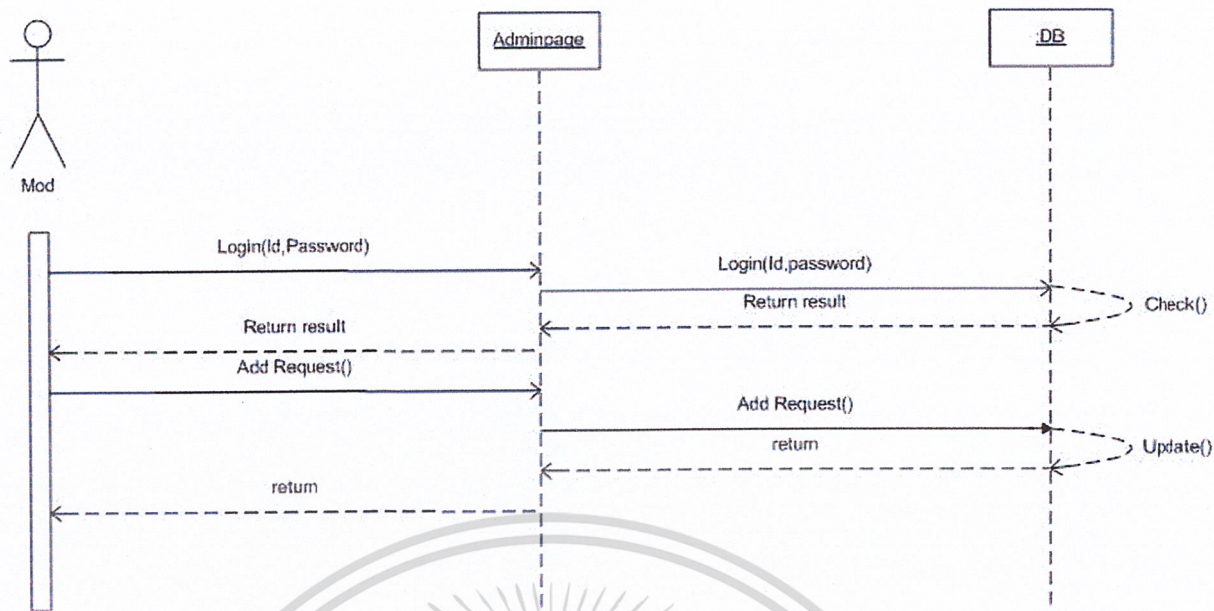 Adminpage
:DB
Mod
Login(Id,Password)
Login(Id,password)
Return result
Check()
Return result
Add Request()
Add Request()
return
Update()
return